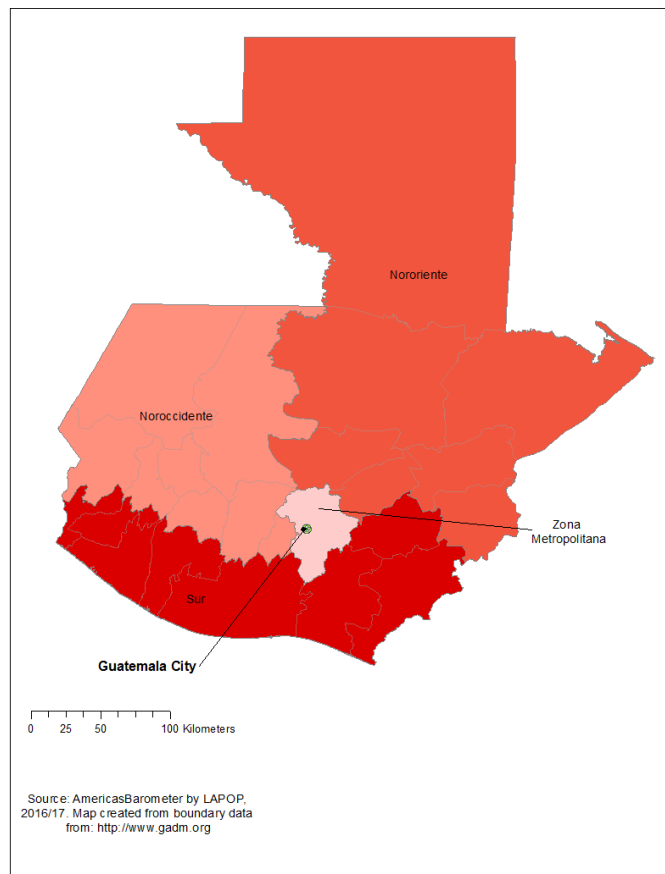 Nororiente
Noroccidente
Zona
Metropolitana
Sur
Guatemala City
0 25 50 100 Kilometers
Source: AmericasBarometer by LAPOP,
2016/17. Map created from boundary data
from: http://www.gadm.org